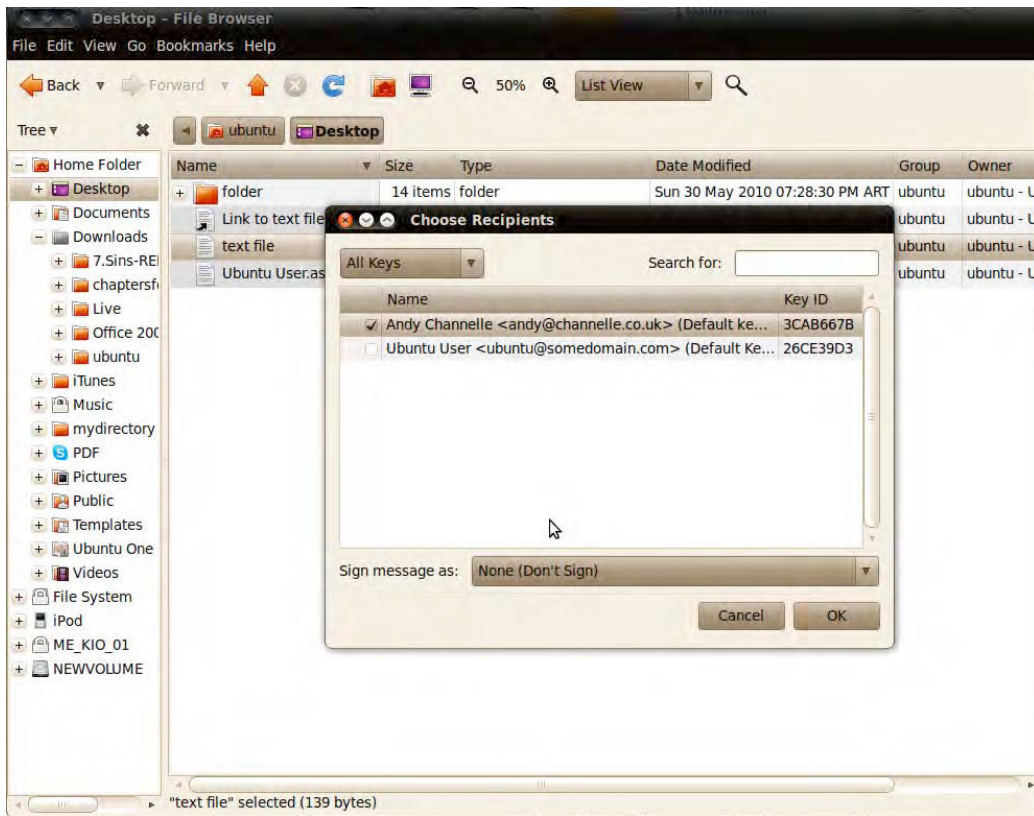 Desktop – File Browser
File Edit View Go Bookmarks Help
Back Forward 50% List View
Tree
ubuntu Desktop
Name Size Type Date Modified Group Owner
folder 14 items folder Sun 30 May 2010 07:28:30 PM ART ubuntu ubuntu - U
Link to text file ubuntu ubuntu - U
text file ubuntu ubuntu - U
Ubuntu User.as ubuntu ubuntu - U
Home Folder
Desktop
Documents
Downloads
7.Sins-REI
chaptersf
Live
Office 200
ubuntu
iTunes
Music
mydirectory
PDF
Pictures
Public
Templates
Ubuntu One
Videos
File System
iPod
ME_KIO_01
NEWVOLUME
Choose Recipients
All Keys Search for:
Name Key ID
Andy Channelle <andy@channelle.co.uk> (Default ke... 3CAB667B
Ubuntu User <ubuntu@somedomain.com> (Default Ke... 26CE39D3
Sign message as: None (Don't Sign)
Cancel OK
"text file" selected (139 bytes)